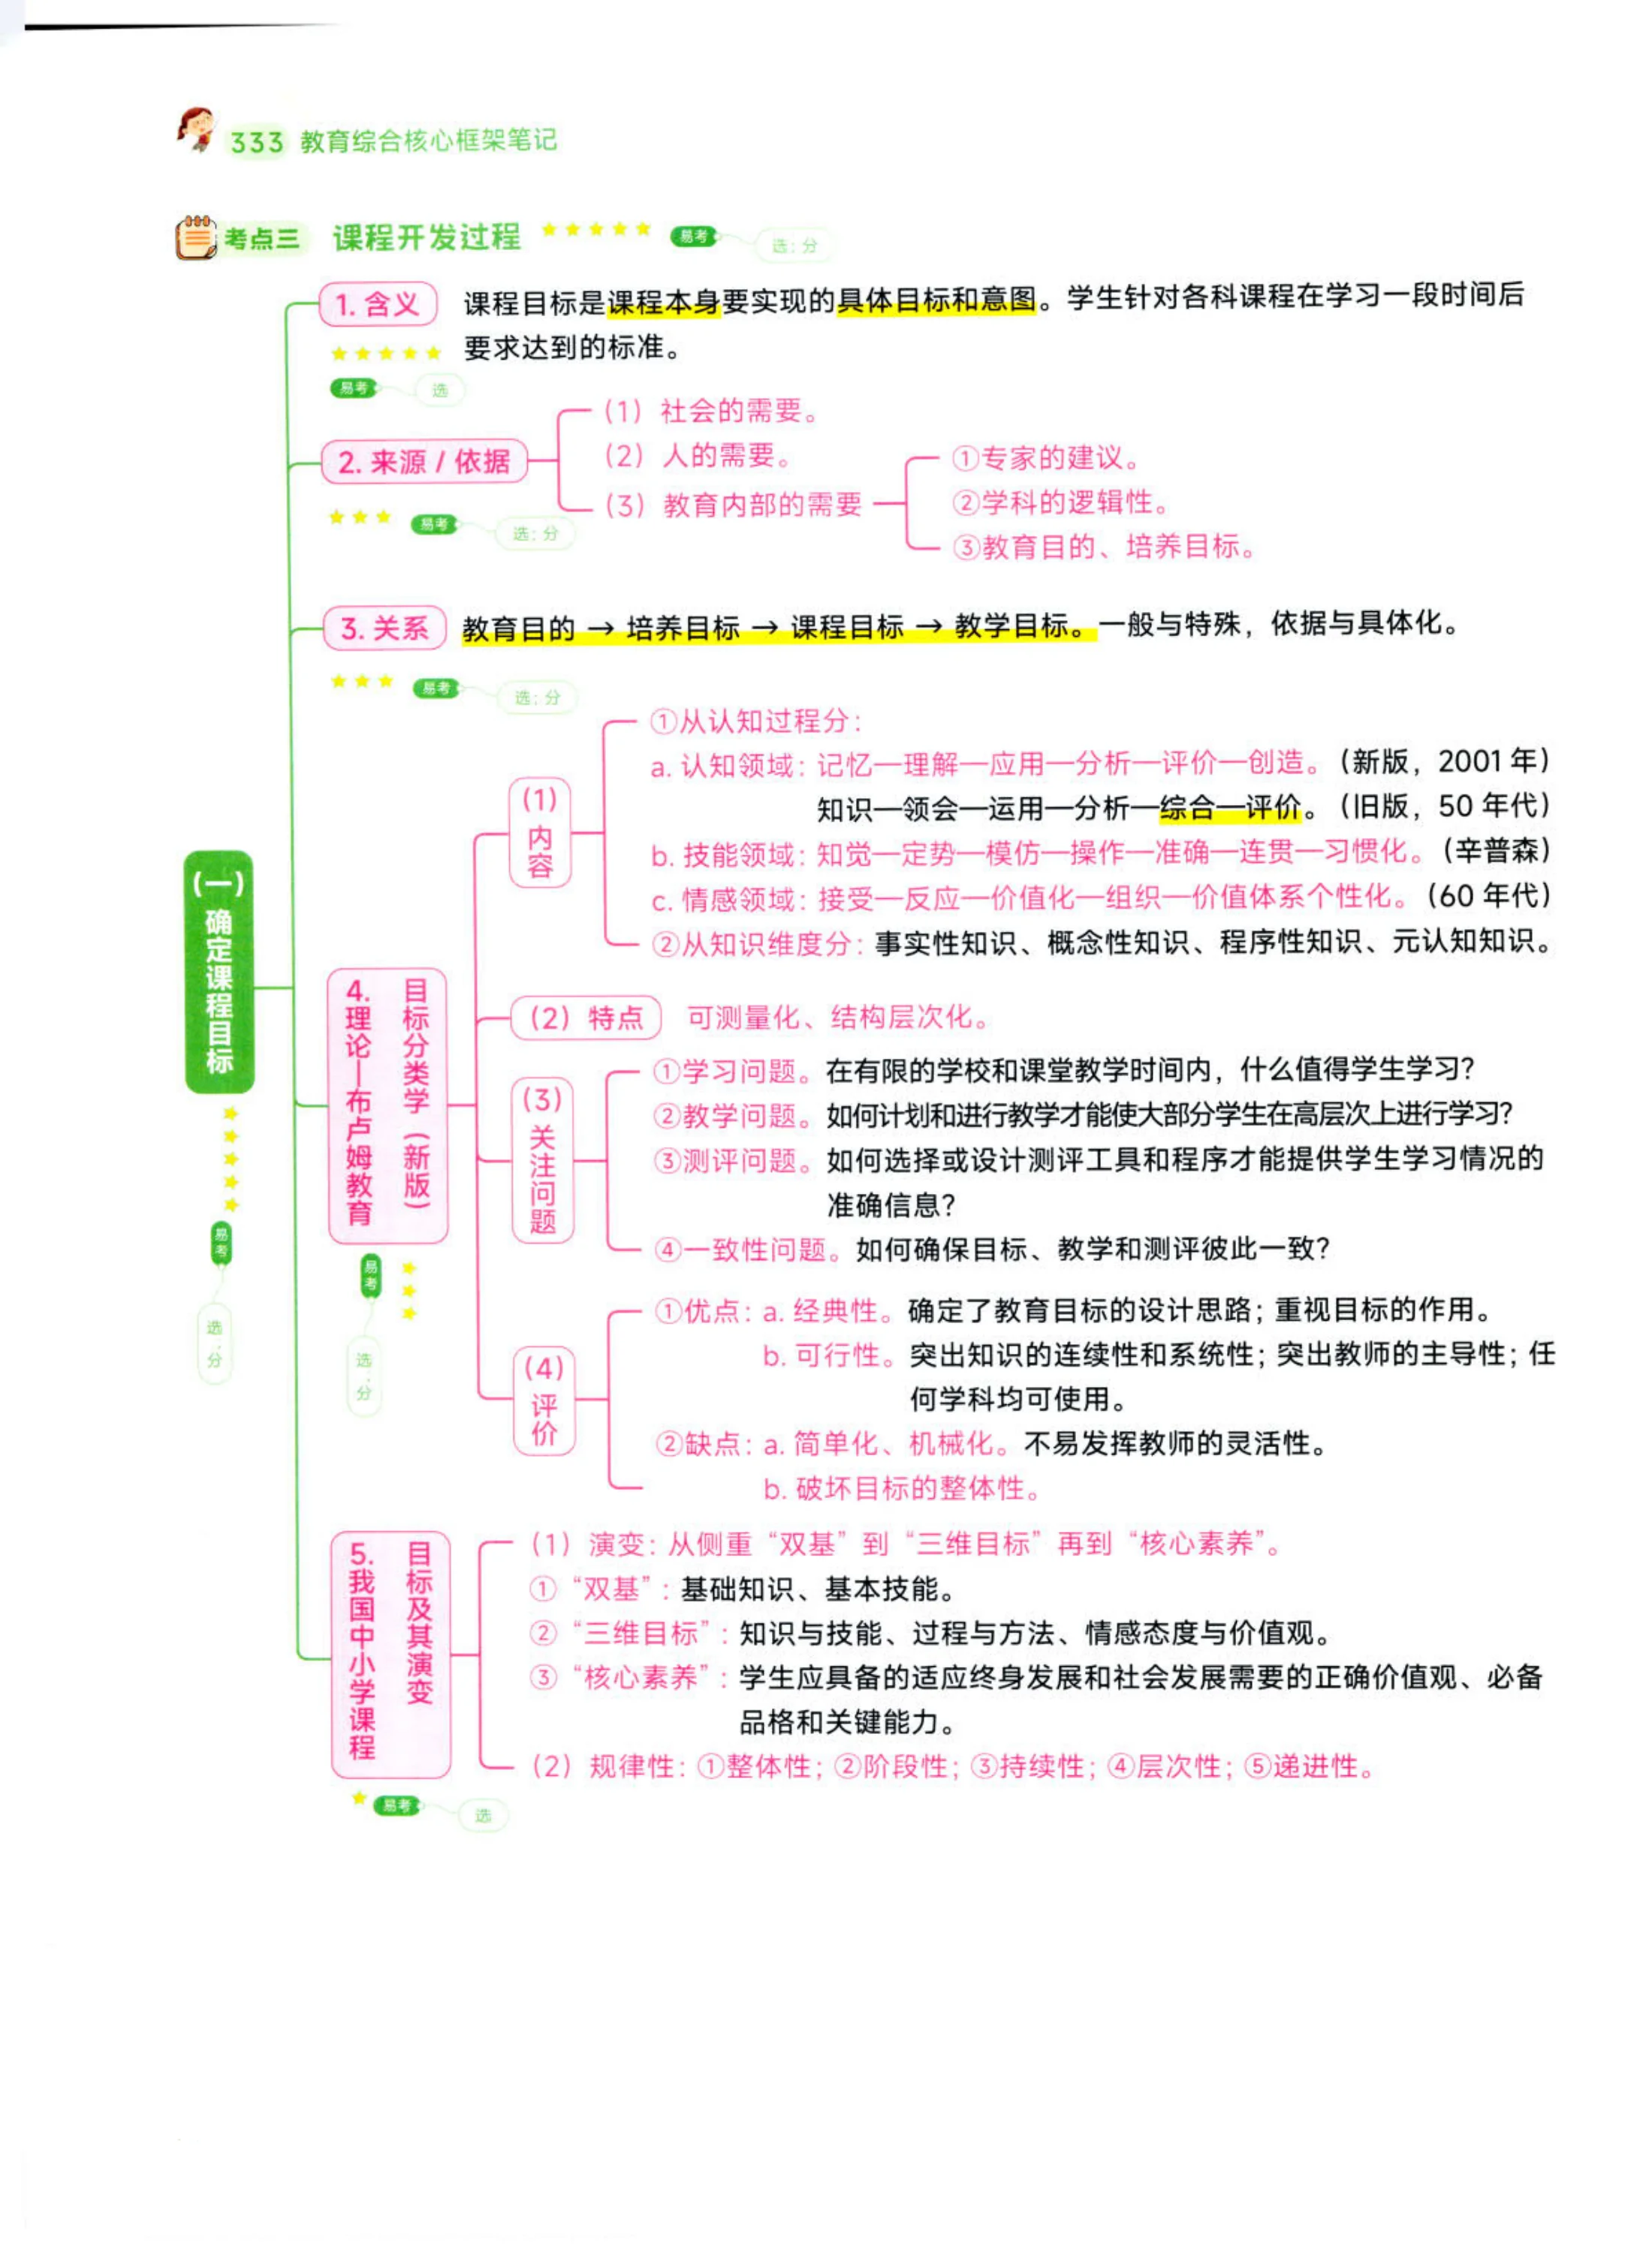 333 教育综合核心框架笔记
考点三 课程开发过程 易考 选;分
(一)确定课程目标
易考
选;分
1. 含义 课程目标是课程本身要实现的具体目标和意图。学生针对各科课程在学习一段时间后
要求达到的标准。
易考 选
2. 来源 / 依据
(1) 社会的需要。
(2) 人的需要。
(3) 教育内部的需要
①专家的建议。
②学科的逻辑性。
③教育目的、培养目标。
易考 选;分
3. 关系 教育目的 → 培养目标 → 课程目标 → 教学目标。一般与特殊，依据与具体化。
易考 选;分
4. 理论—布卢姆教育目标分类学(新版)
易考
选;分
(1) 内容
①从认知过程分:
a. 认知领域: 记忆—理解—应用—分析—评价—创造。(新版，2001 年)
知识—领会—运用—分析—综合—评价。(旧版，50 年代)
b. 技能领域: 知觉—定势—模仿—操作—准确—连贯—习惯化。(辛普森)
c. 情感领域: 接受—反应—价值化—组织—价值体系个性化。(60 年代)
②从知识维度分: 事实性知识、概念性知识、程序性知识、元认知知识。
(2) 特点 可测量化、结构层次化。
(3) 关注问题
①学习问题。在有限的学校和课堂教学时间内，什么值得学生学习?
②教学问题。如何计划和进行教学才能使大部分学生在高层次上进行学习?
③测评问题。如何选择或设计测评工具和程序才能提供学生学习情况的
准确信息?
④一致性问题。如何确保目标、教学和测评彼此一致?
(4) 评价
①优点: a. 经典性。确定了教育目标的设计思路; 重视目标的作用。
b. 可行性。突出知识的连续性和系统性; 突出教师的主导性; 任
何学科均可使用。
②缺点: a. 简单化、机械化。不易发挥教师的灵活性。
b. 破坏目标的整体性。
5. 我国中小学课程目标及其演变
(1) 演变: 从侧重“双基”到“三维目标”再到“核心素养”。
①“双基”: 基础知识、基本技能。
②“三维目标”: 知识与技能、过程与方法、情感态度与价值观。
③“核心素养”: 学生应具备的适应终身发展和社会发展需要的正确价值观、必备
品格和关键能力。
(2) 规律性: ①整体性; ②阶段性; ③持续性; ④层次性; ⑤递进性。
易考 选